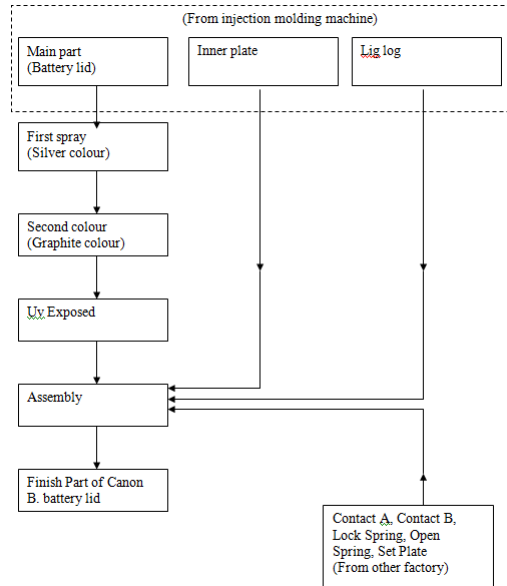 (From injection molding machine)
Main part
(Battery lid)
Inner plate
Lig log
First spray
(Silver colour)
Second colour
(Graphite colour)
Uv Exposed
Assembly
Finish Part of Canon
B. battery lid
Contact A, Contact B,
Lock Spring, Open
Spring, Set Plate
(From other factory)